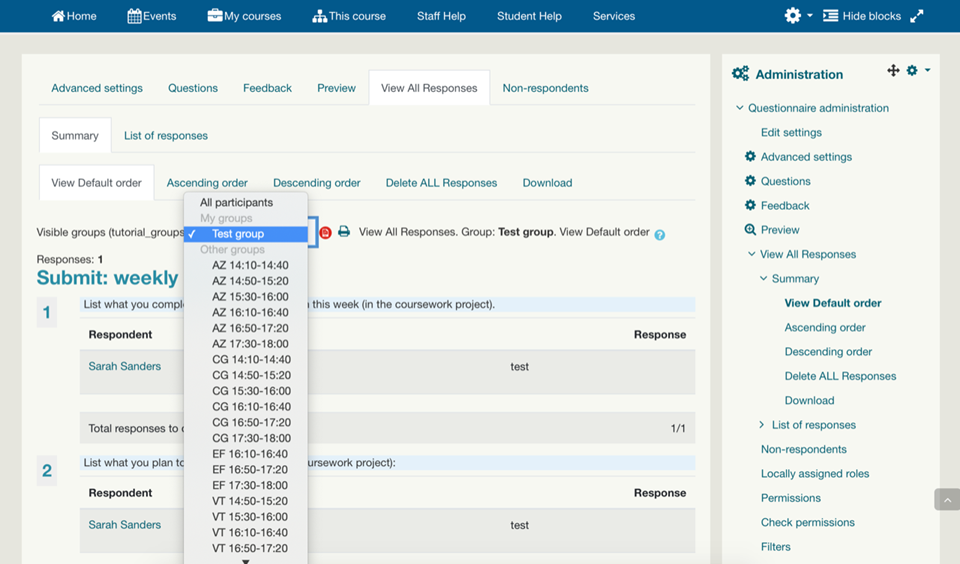 Home Events My courses This course Staff Help Student Help Services Hide blocks
Advanced settings Questions Feedback Preview View All Responses Non-respondents
Summary List of responses
View Default order Ascending order Descending order Delete ALL Responses Download
Visible groups (tutorial_groups
All participants
My groups
✓ Test group
Other groups
AZ 14:10-14:40
AZ 14:50-15:20
AZ 15:30-16:00
AZ 16:10-16:40
AZ 16:50-17:20
AZ 17:30-18:00
CG 14:10-14:40
CG 14:50-15:20
CG 15:30-16:00
CG 16:10-16:40
CG 16:50-17:20
CG 17:30-18:00
EF 16:10-16:40
EF 16:50-17:20
EF 17:30-18:00
VT 14:50-15:20
VT 15:30-16:00
VT 16:10-16:40
VT 16:50-17:20
View All Responses. Group: Test group. View Default order
Responses: 1
Submit: weekly
1
List what you compl this week (in the coursework project).
Respondent Response
Sarah Sanders test
Total responses to 1/1
2
List what you plan to oursework project):
Respondent Response
Sarah Sanders test
Administration
Questionnaire administration
Edit settings
Advanced settings
Questions
Feedback
Preview
View All Responses
Summary
View Default order
Ascending order
Descending order
Delete ALL Responses
Download
List of responses
Non-respondents
Locally assigned roles
Permissions
Check permissions
Filters